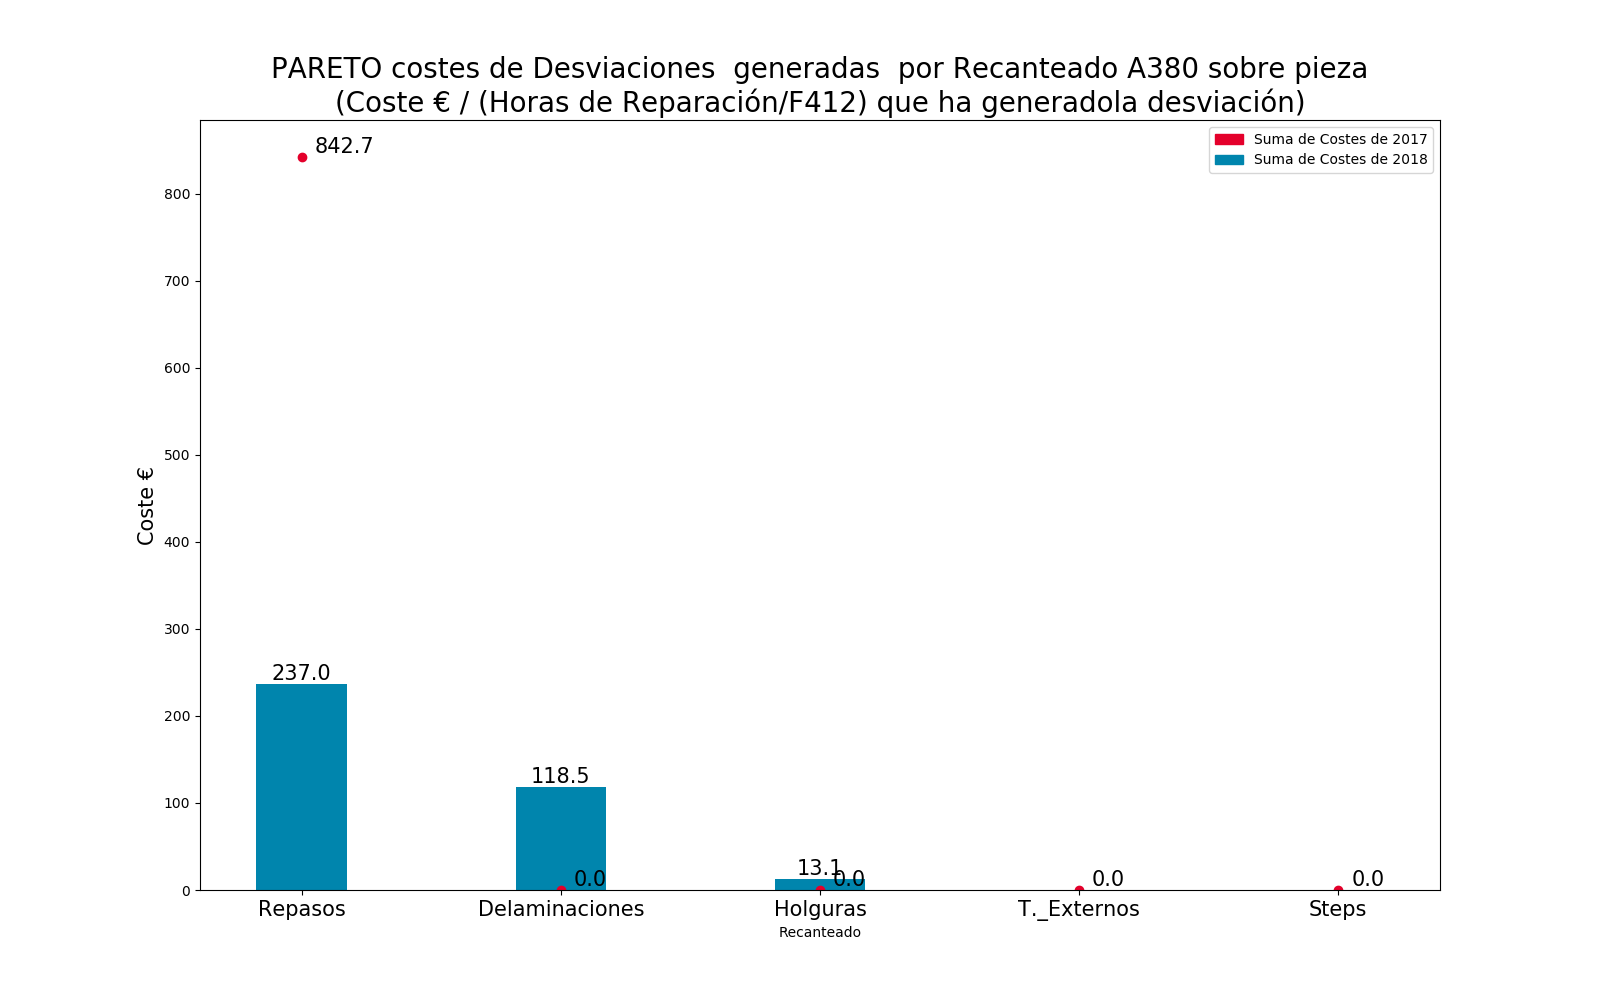 PARETO costes de Desviaciones  generadas  por Recanteado A380 sobre pieza
(Coste € / (Horas de Reparación/F412) que ha generadola desviación)
Suma de Costes de 2017
Suma de Costes de 2018
842.7
800
700
600
500
400
300
200
100
0
Coste €
237.0
118.5
0.0
13.1
0.0
0.0
0.0
Repasos
Delaminaciones
Holguras
T._Externos
Steps
Recanteado